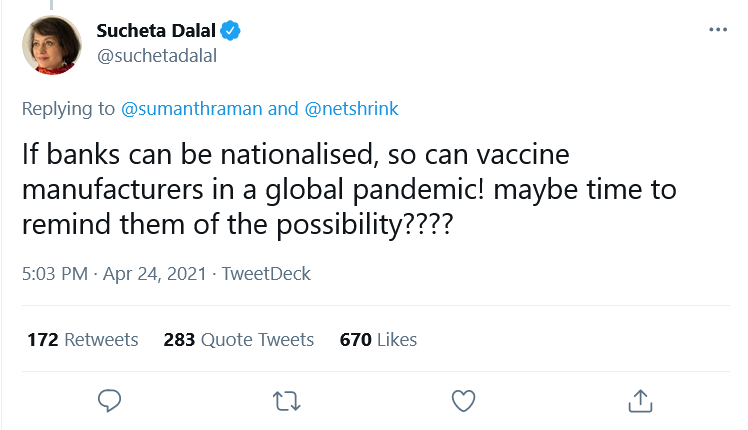 Sucheta Dalal
@suchetadalal
Replying to @sumanthraman and @netshrink
If banks can be nationalised, so can vaccine
manufacturers in a global pandemic! maybe time to
remind them of the possibility????
5:03 PM · Apr 24, 2021 · TweetDeck
172 Retweets 283 Quote Tweets 670 Likes